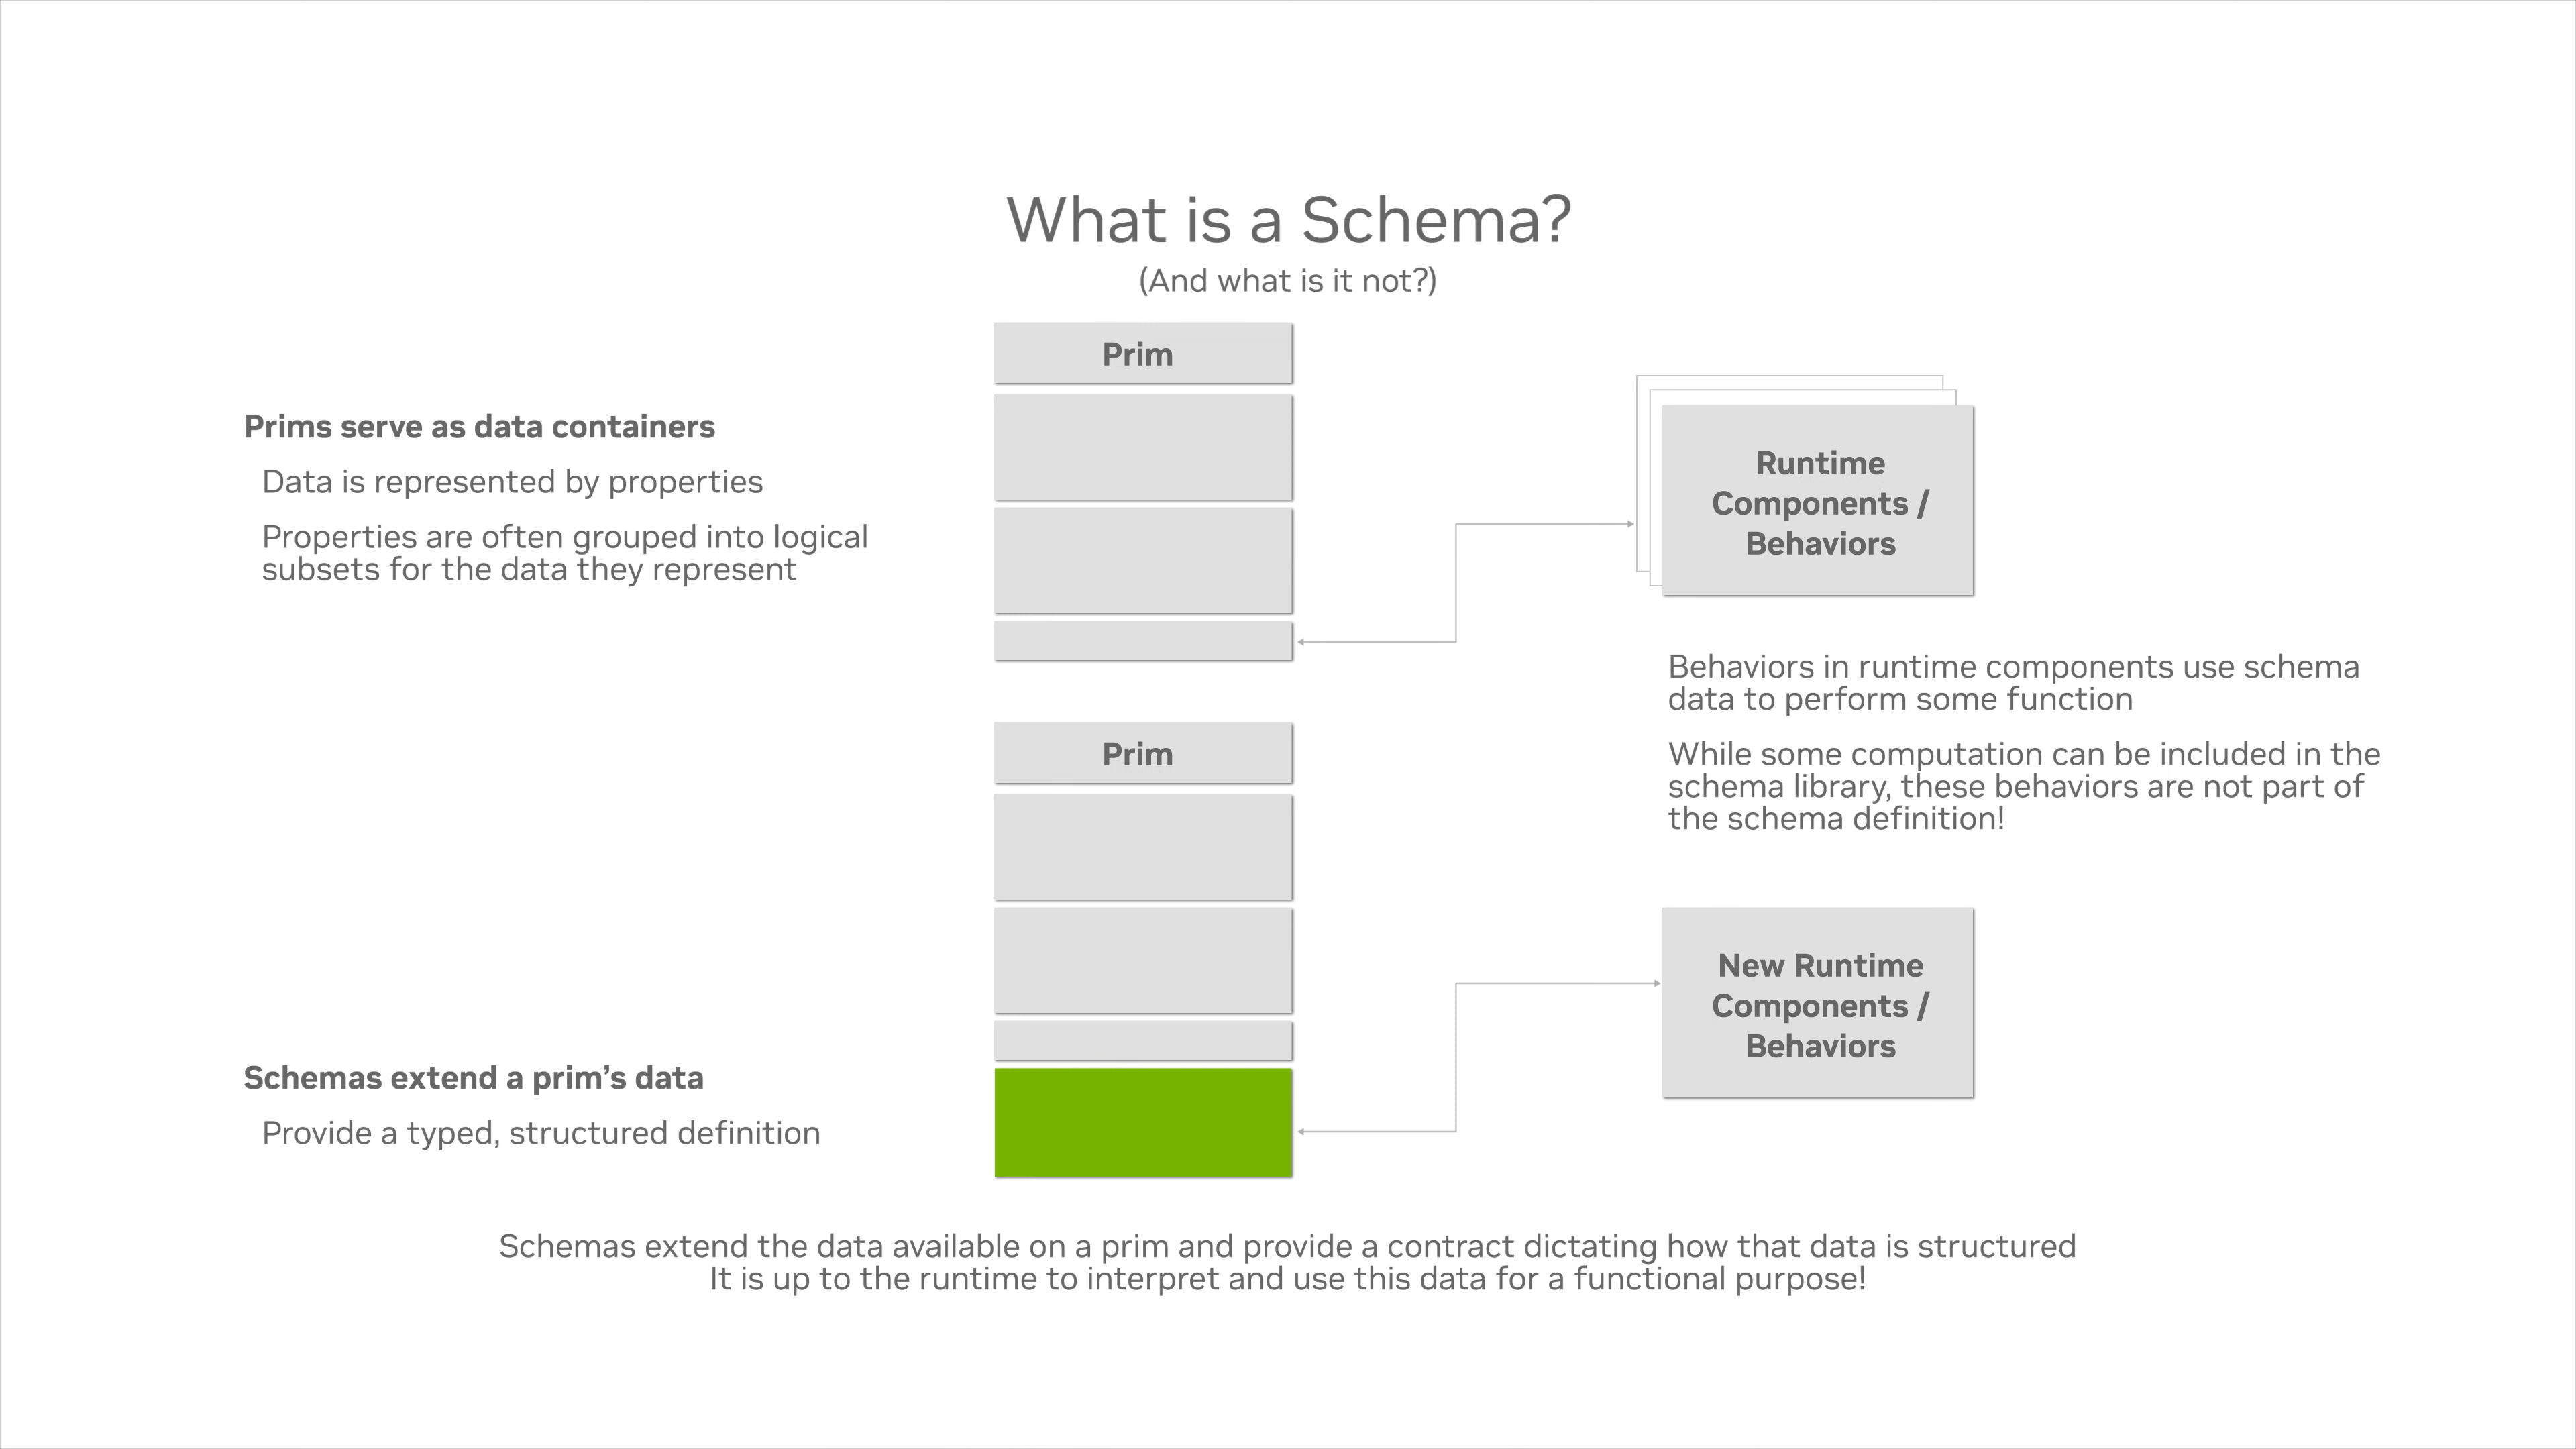 What is a Schema?
(And what is it not?)
Prim
Prims serve as data containers
Data is represented by properties
Properties are often grouped into logical
subsets for the data they represent
Runtime
Components /
Behaviors
Behaviors in runtime components use schema
data to perform some function
While some computation can be included in the
schema library, these behaviors are not part of
the schema definition!
Prim
New Runtime
Components /
Behaviors
Schemas extend a prim’s data
Provide a typed, structured definition
Schemas extend the data available on a prim and provide a contract dictating how that data is structured
It is up to the runtime to interpret and use this data for a functional purpose!